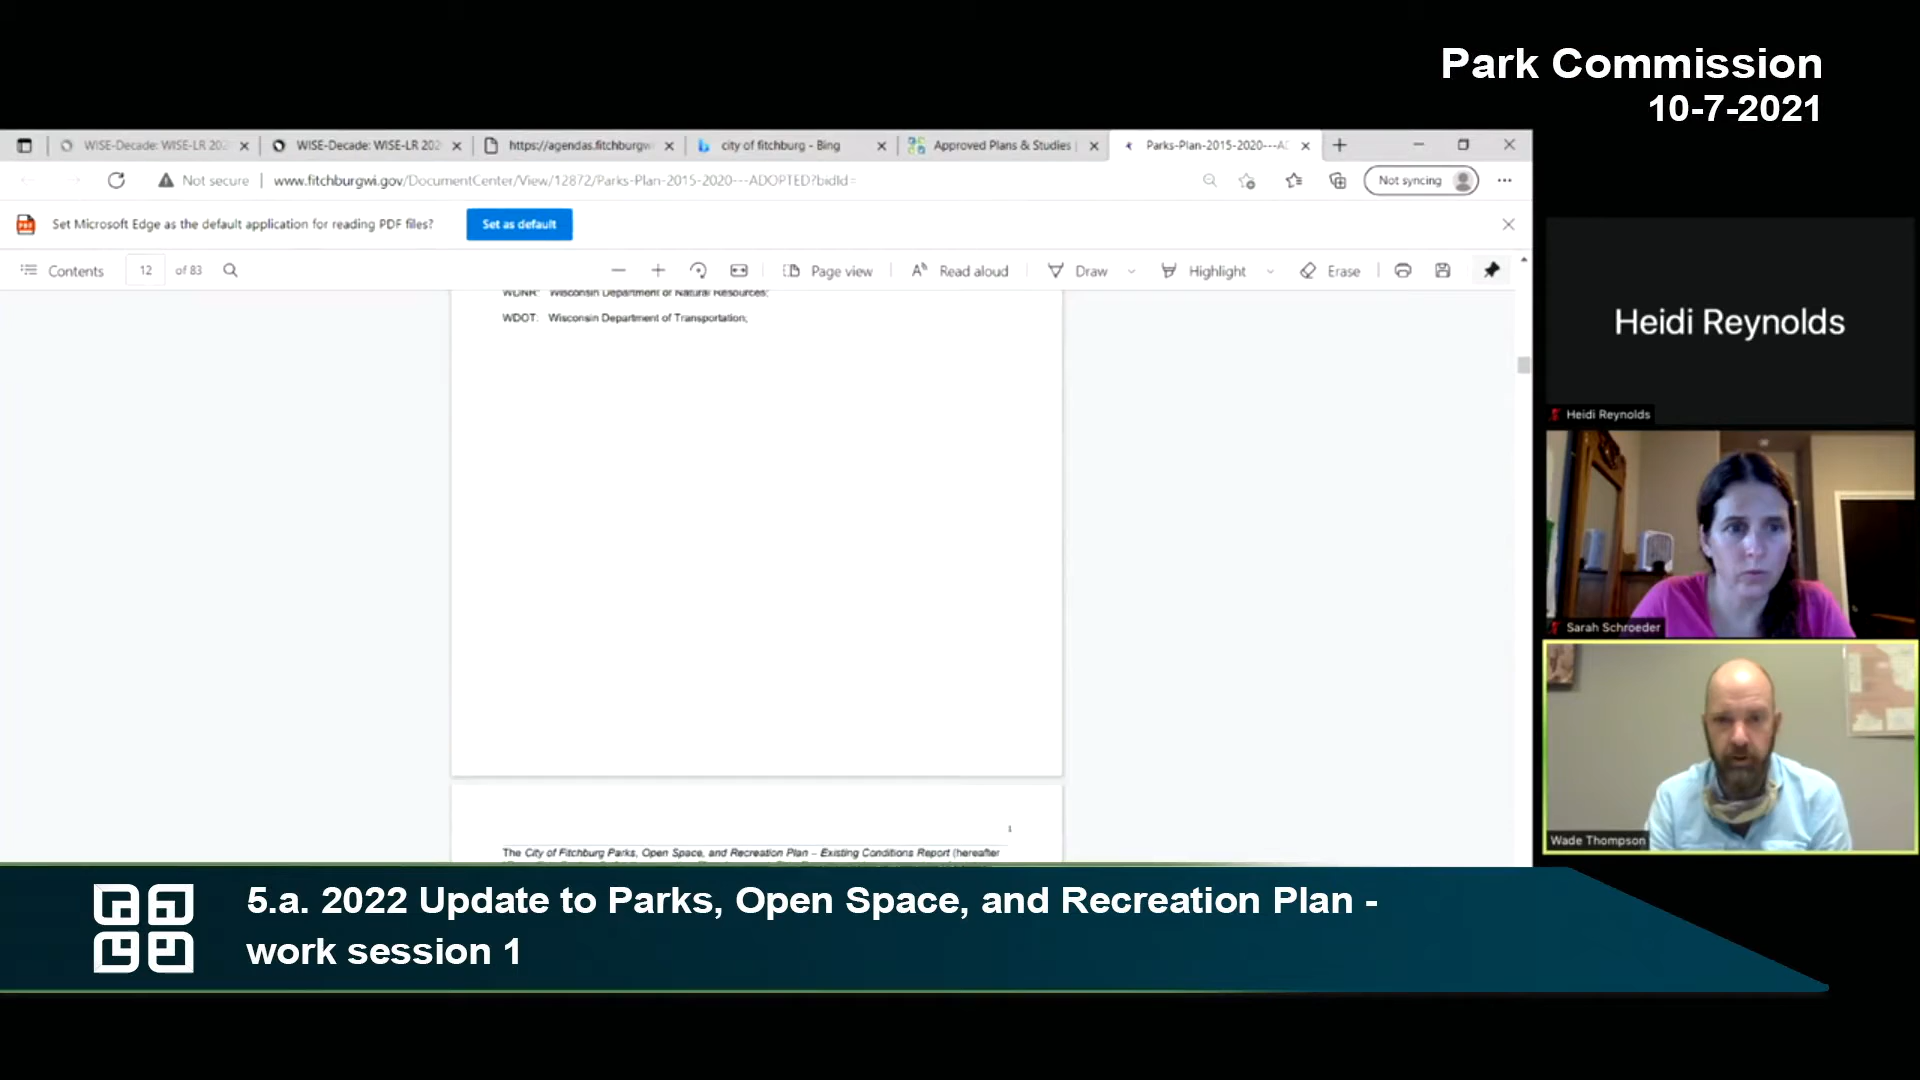 Park Commission
10-7-2021
WISE-Decade: WISE-LR 202
WISE-Decade: WISE-LR 202
https://agendas.fitchburgw
city of fitchburg - Bing
Approved Plans & Studies
Parks-Plan-2015-2020---AD
Not secure
www.fitchburgwi.gov/DocumentCenter/View/12872/Parks-Plan-2015-2020---ADOPTED?bidId=
Not syncing
Set Microsoft Edge as the default application for reading PDF files?
Set as default
Contents
12 of 83
Page view
Read aloud
Draw
Highlight
Erase
WDNR: Wisconsin Department of Natural Resources;
WDOT: Wisconsin Department of Transportation;
1
The City of Fitchburg Parks, Open Space, and Recreation Plan – Existing Conditions Report (hereafter
Heidi Reynolds
Heidi Reynolds
Sarah Schroeder
Wade Thompson
5.a. 2022 Update to Parks, Open Space, and Recreation Plan -
work session 1